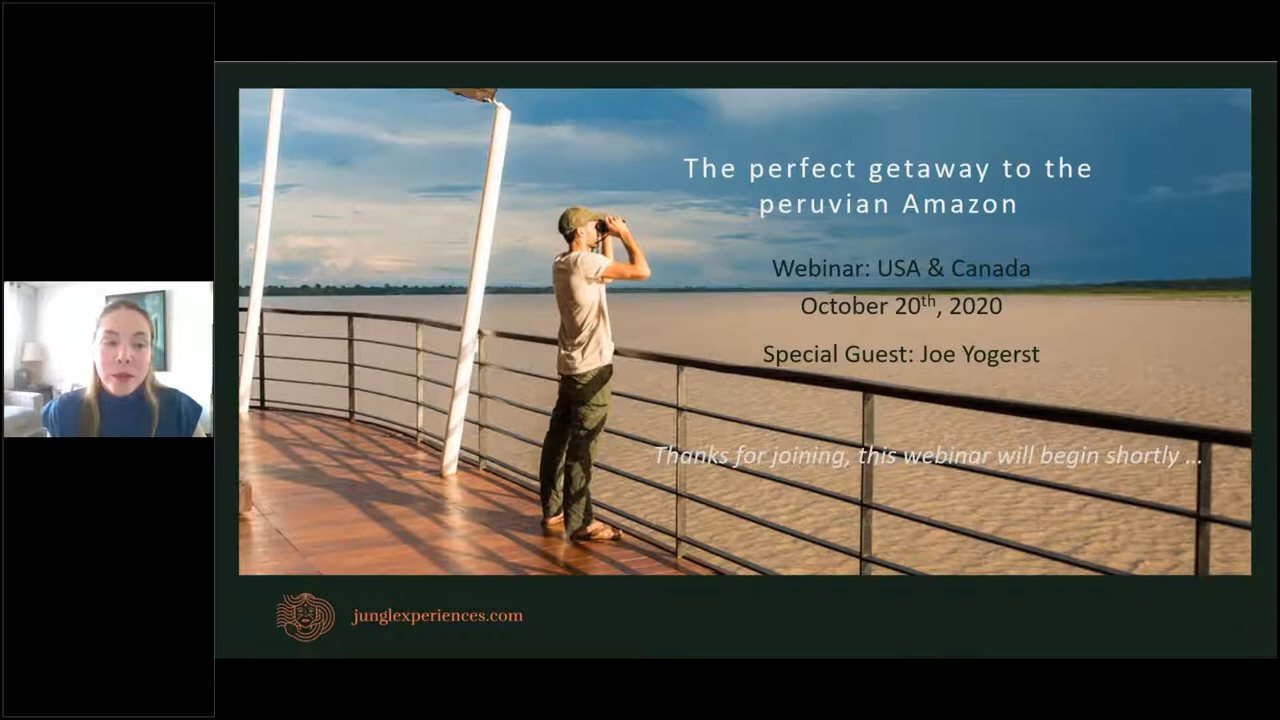 The perfect getaway to the
peruvian Amazon
Webinar: USA & Canada
October 20th, 2020
Special Guest: Joe Yogerst
Thanks for joining, this webinar will begin shortly ...
junglexperiences.com